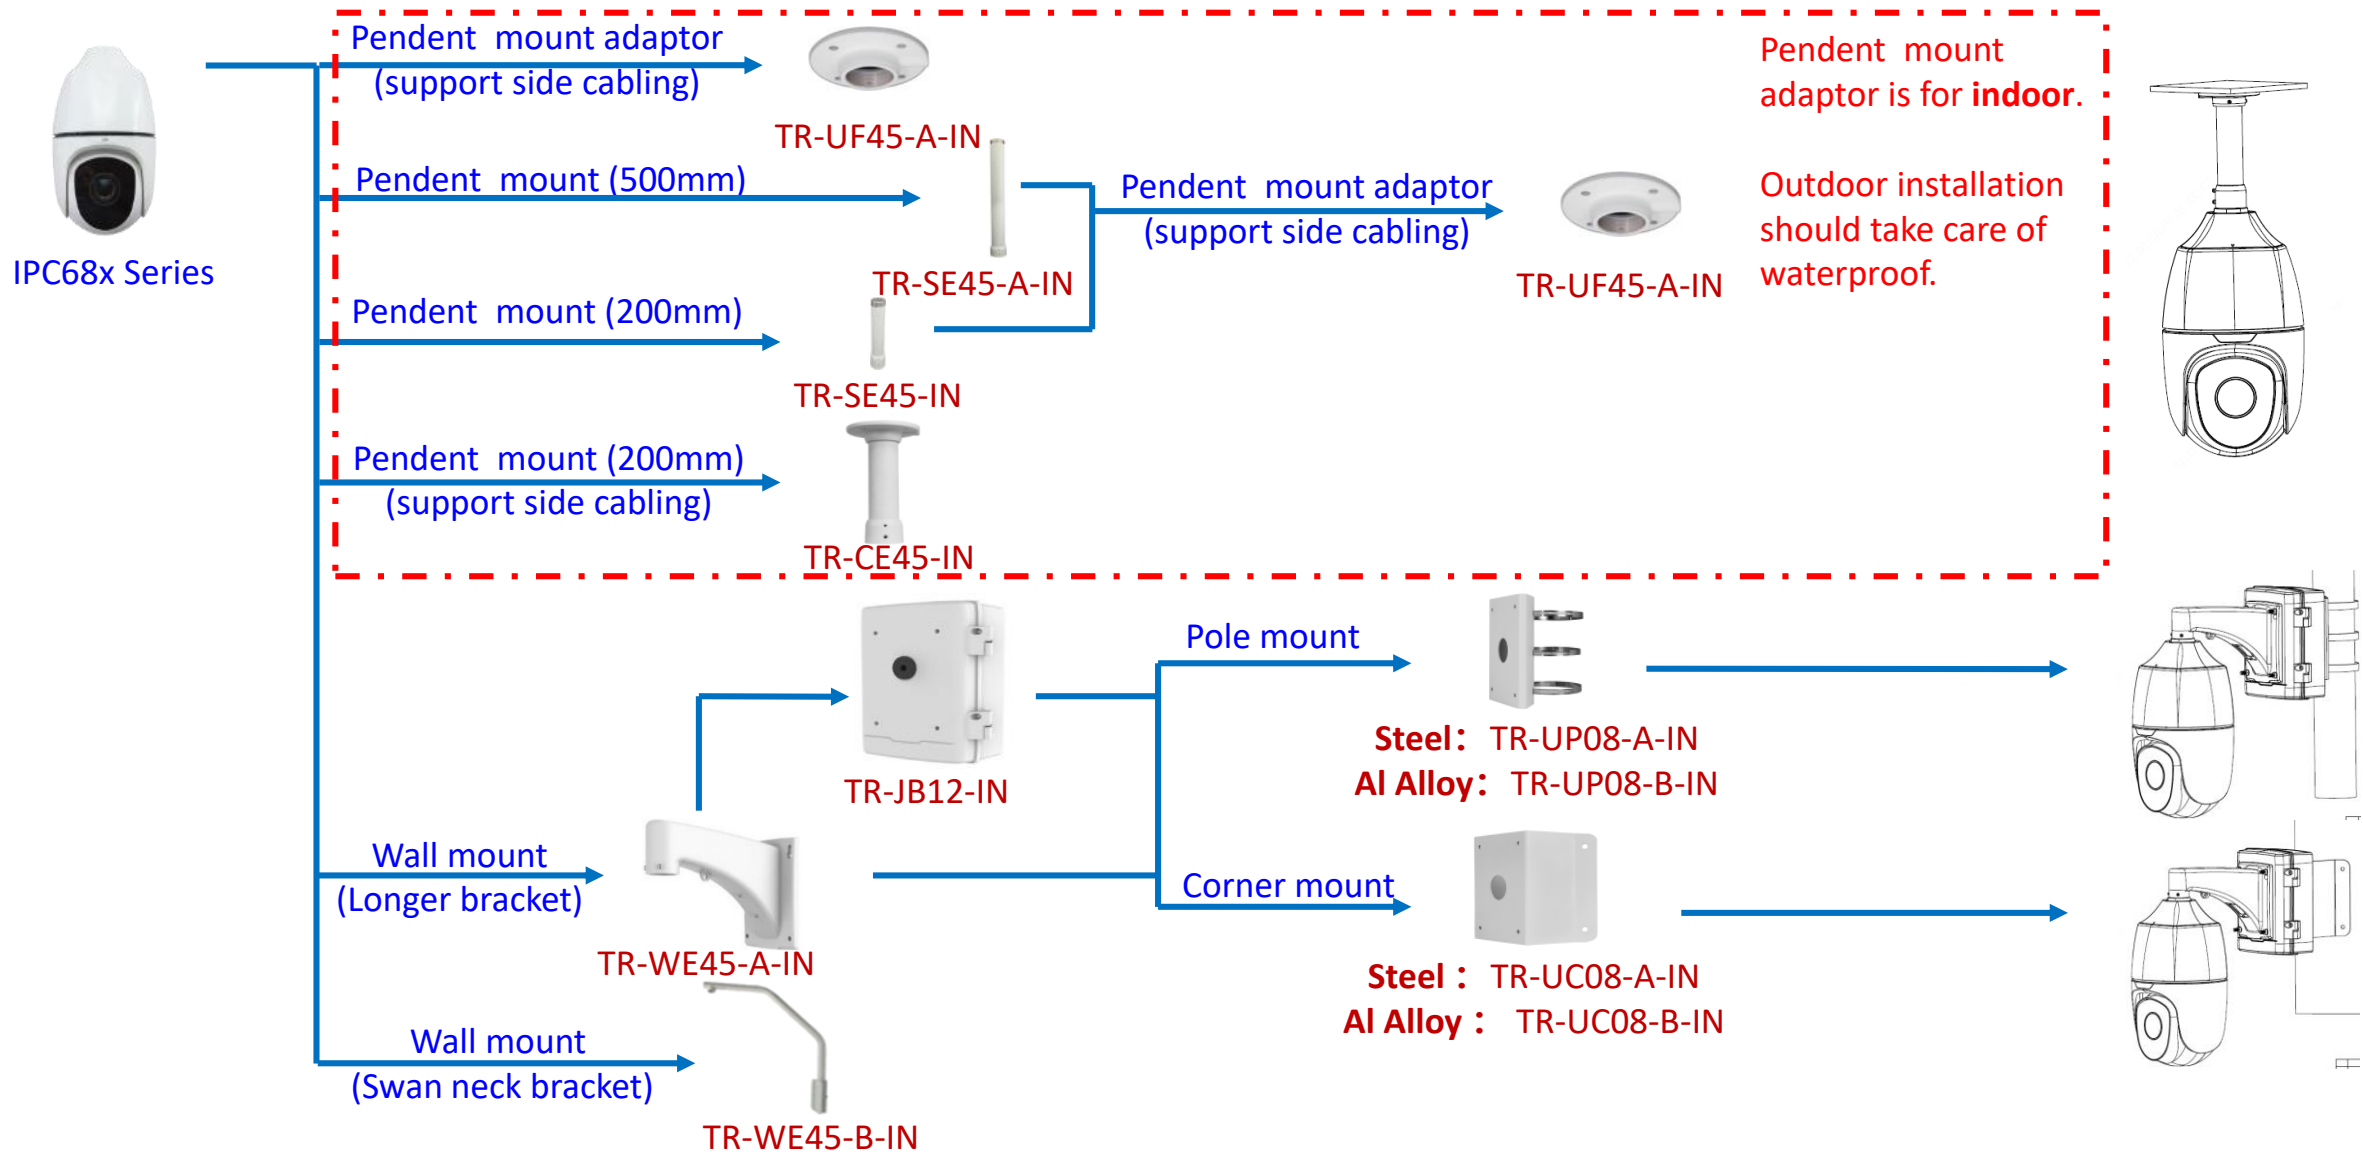 Pendent  mount adaptor
(support side cabling)
TR-UF45-A-IN
Pendent  mount
adaptor is for indoor.
Outdoor installation
should take care of
waterproof.
IPC68x Series
Pendent  mount (500mm)
TR-SE45-A-IN
Pendent  mount adaptor
(support side cabling)
TR-UF45-A-IN
Pendent  mount (200mm)
TR-SE45-IN
Pendent  mount (200mm)
(support side cabling)
TR-CE45-IN
TR-JB12-IN
Pole mount
Steel： TR-UP08-A-IN
Al Alloy： TR-UP08-B-IN
Wall mount
(Longer bracket)
TR-WE45-A-IN
Corner mount
Steel ： TR-UC08-A-IN
Al Alloy ： TR-UC08-B-IN
Wall mount
(Swan neck bracket)
TR-WE45-B-IN